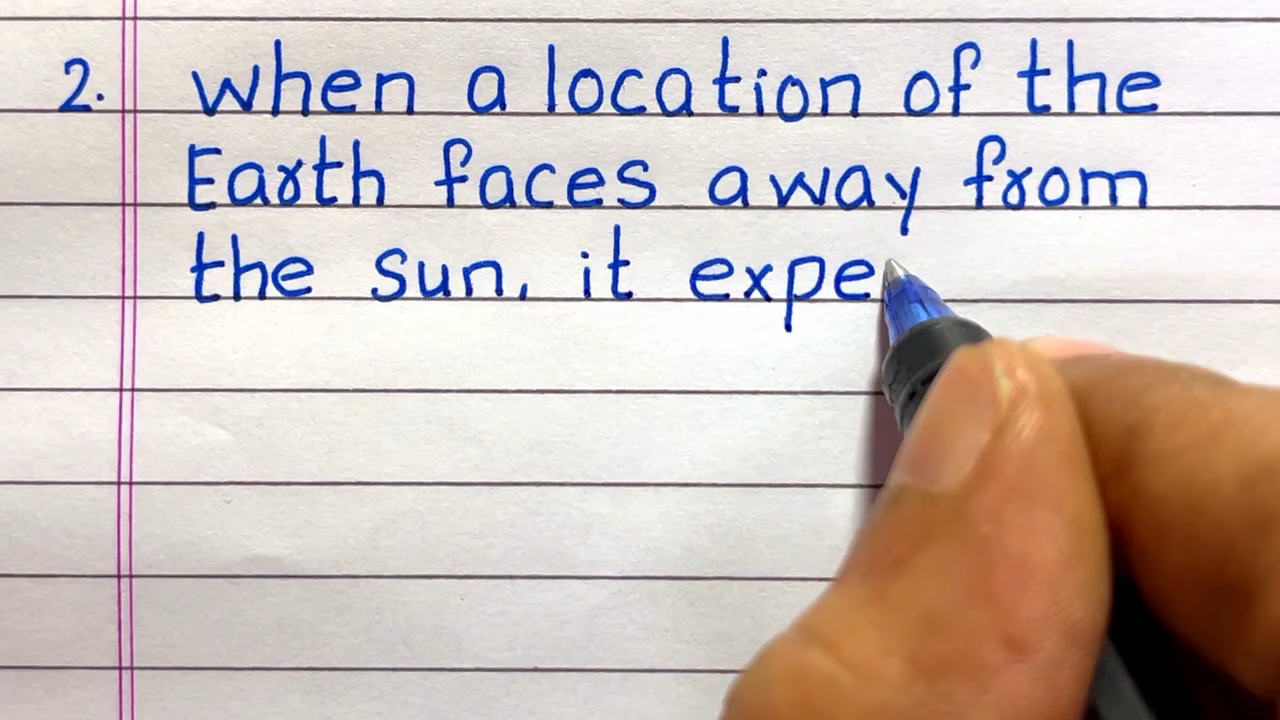 2. when a location of the
Earth faces away from
the sun, it expe